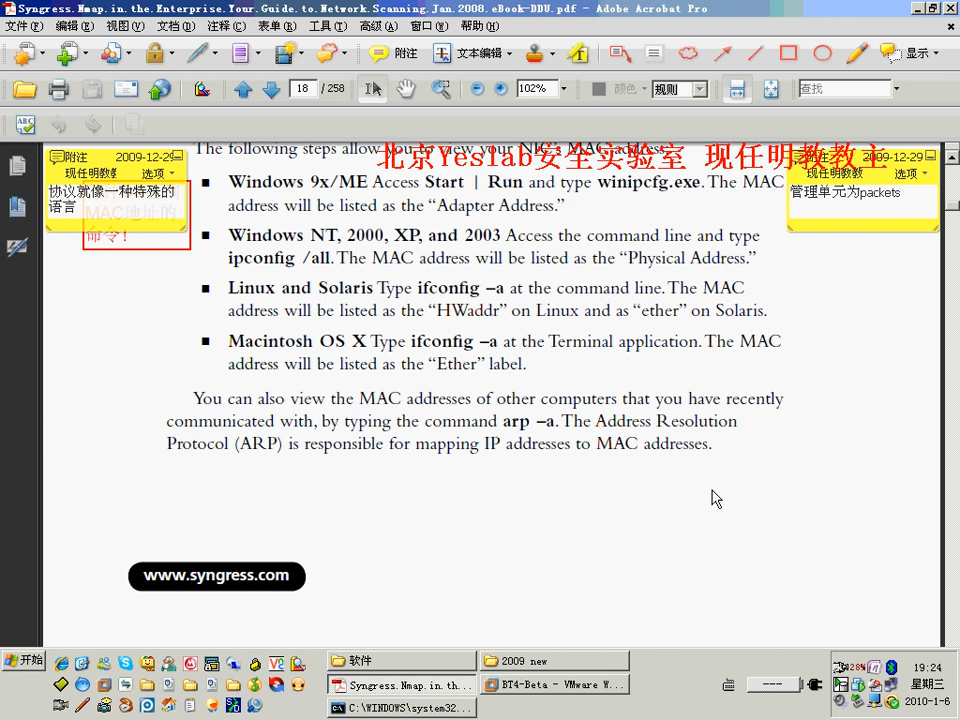 Syngress.Nmap.in.the.Enterprise.Your.Guide.to.Network.Scanning.Jan.2008.eBook-DDU.pdf - Adobe Acrobat Pro
文件(F) 编辑(E) 视图(V) 文档(D) 注释(C) 表单(R) 工具(T) 高级(A) 窗口(W) 帮助(H)
附注 文本编辑 显示
18 / 258 102% 颜色 规则 查找
The following steps allow you to view your NIC's MAC address.
北京Yeslab安全实验室 现任明教教主
附注 2009-12-29
现任明教教 选项
协议就像一种特殊的
语言
MAC地址的
命令!
附注 2009-12-29
现任明教教 选项
管理单元为packets
■ Windows 9x/ME Access Start | Run and type winipcfg.exe. The MAC
address will be listed as the “Adapter Address.”
■ Windows NT, 2000, XP, and 2003 Access the command line and type
ipconfig /all. The MAC address will be listed as the “Physical Address.”
■ Linux and Solaris Type ifconfig –a at the command line. The MAC
address will be listed as the “HWaddr” on Linux and as “ether” on Solaris.
■ Macintosh OS X Type ifconfig –a at the Terminal application. The MAC
address will be listed as the “Ether” label.
You can also view the MAC addresses of other computers that you have recently
communicated with, by typing the command arp –a. The Address Resolution
Protocol (ARP) is responsible for mapping IP addresses to MAC addresses.
www.syngress.com
开始
软件
2009 new
Syngress.Nmap.in.th...
BT4-Beta - VMware W...
C:\WINDOWS\system32...
28%
19:24
星期三
2010-1-6